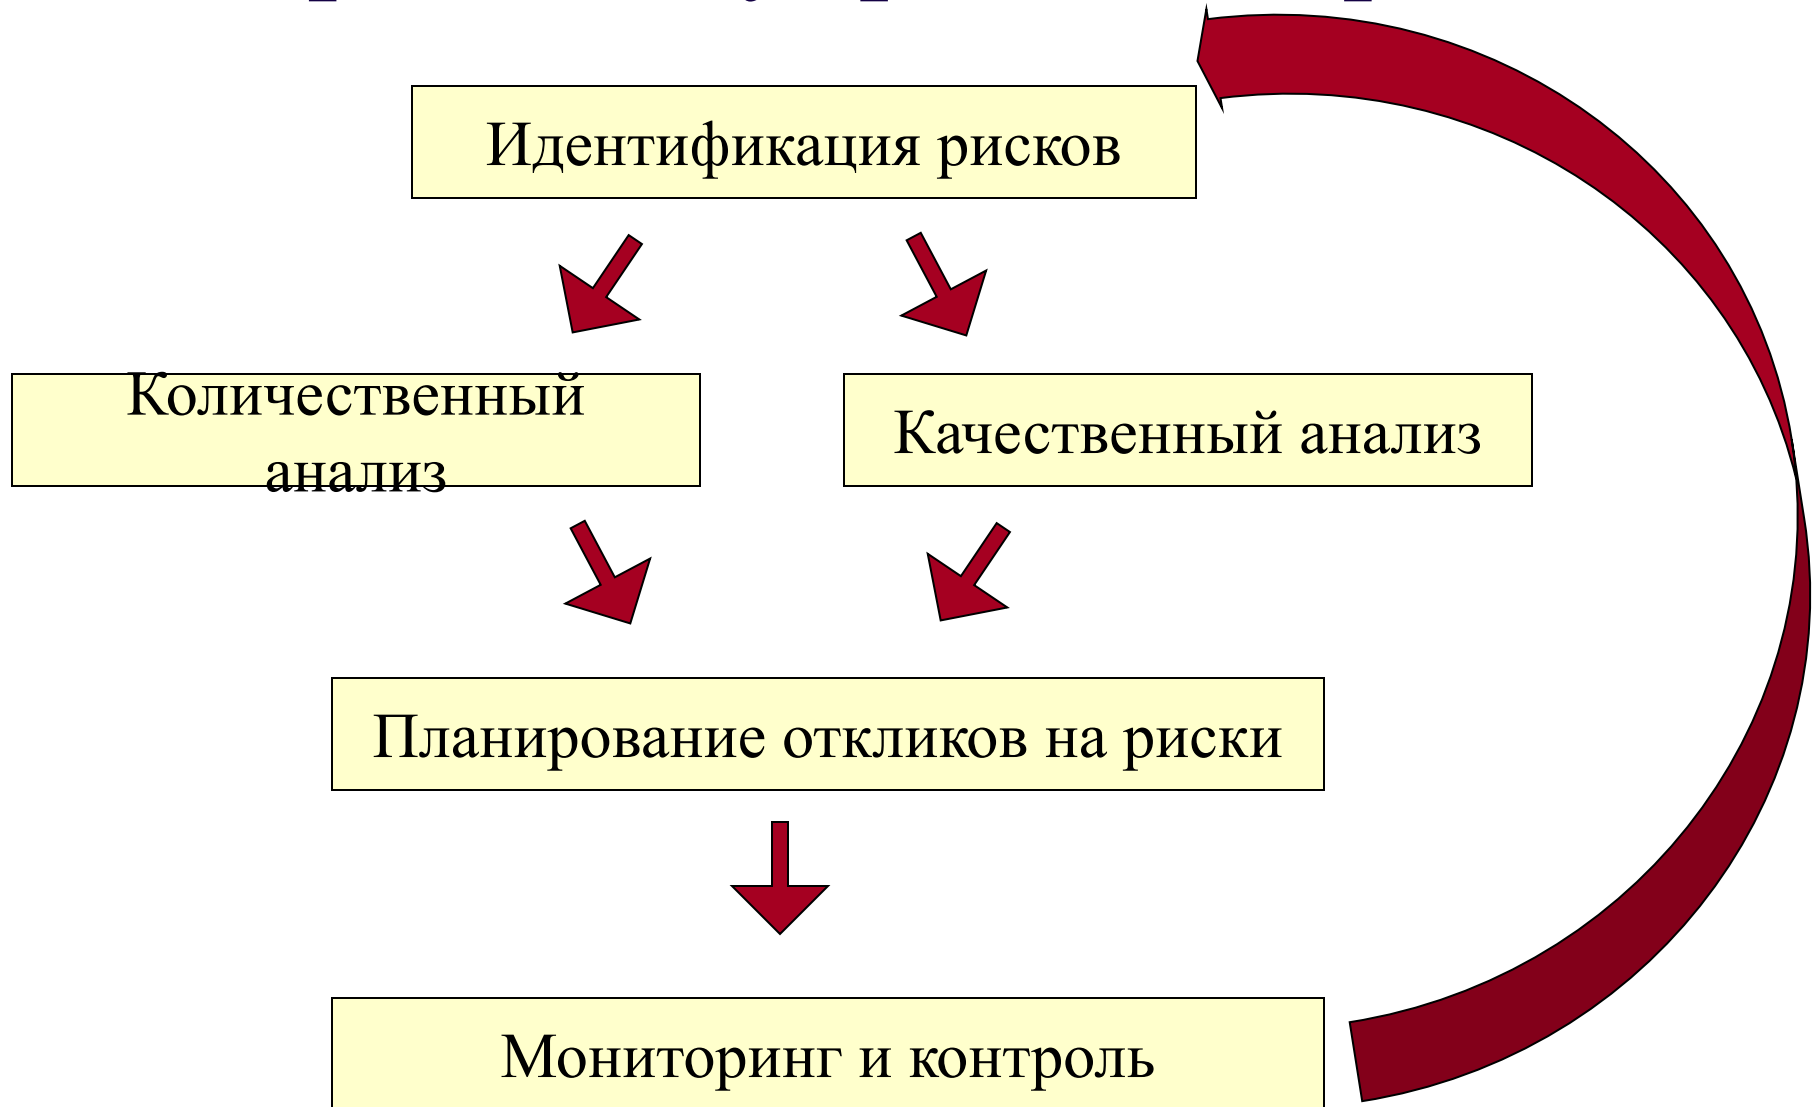 Идентификация рисков
Количественный
анализ
Качественный анализ
Планирование откликов на риски
Мониторинг и контроль